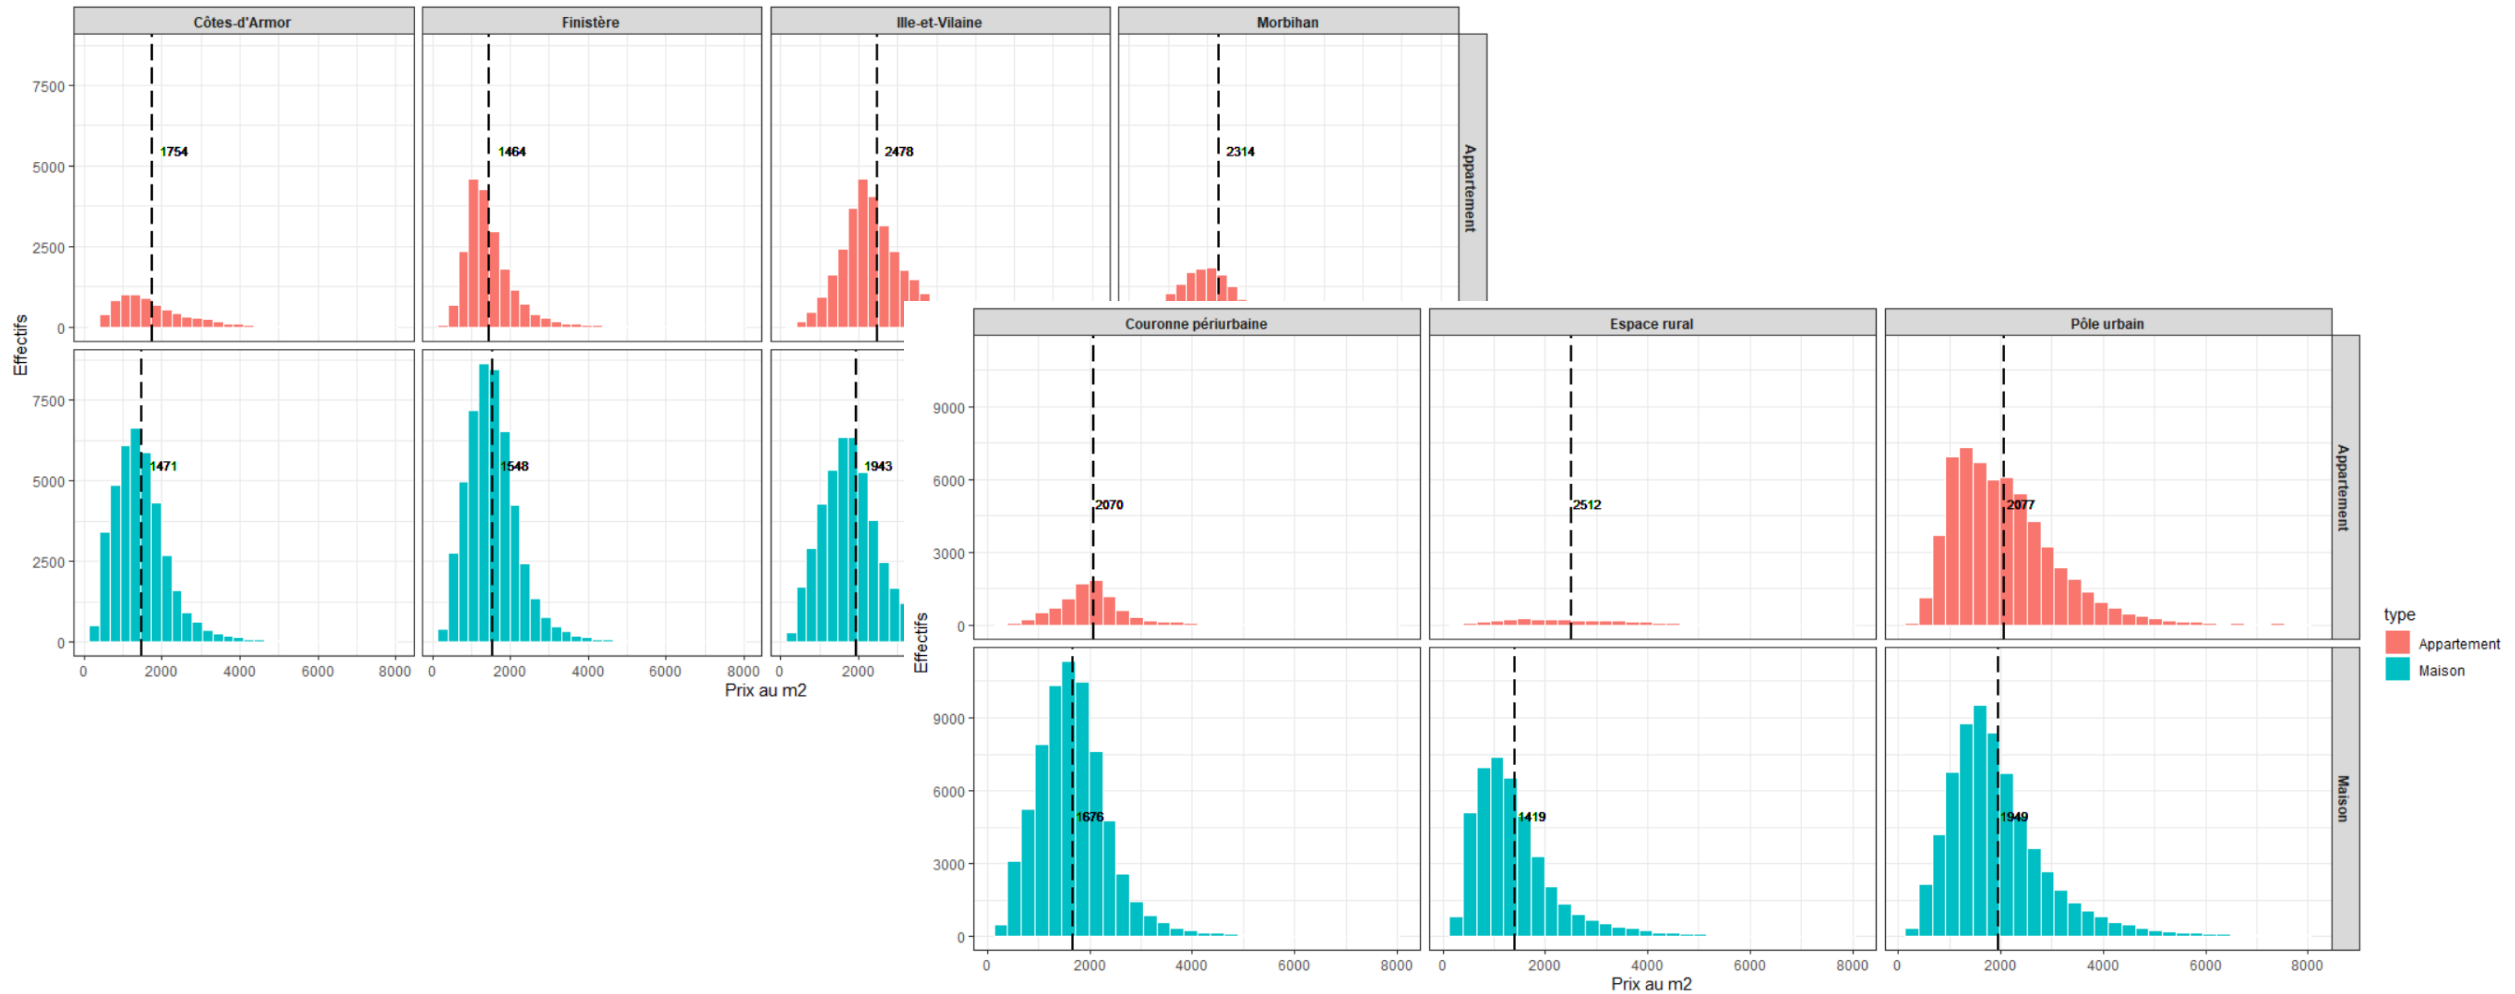 Côtes-d'Armor Finistère Ille-et-Vilaine Morbihan
Effectifs
7500
5000
2500
0
1754 1464 2478 2314
Appartement
7500
5000
2500
0
1471 1548 1943
0 2000 4000 6000 8000 0 2000 4000 6000 8000 0 2000
Prix au m2
Couronne périurbaine Espace rural Pôle urbain
Effectifs
9000
6000
3000
0
2070 2512 2077
Appartement
9000
6000
3000
0
1676 1419 1949
Maison
0 2000 4000 6000 8000 0 2000 4000 6000 8000 0 2000 4000 6000 8000
Prix au m2
type
Appartement
Maison